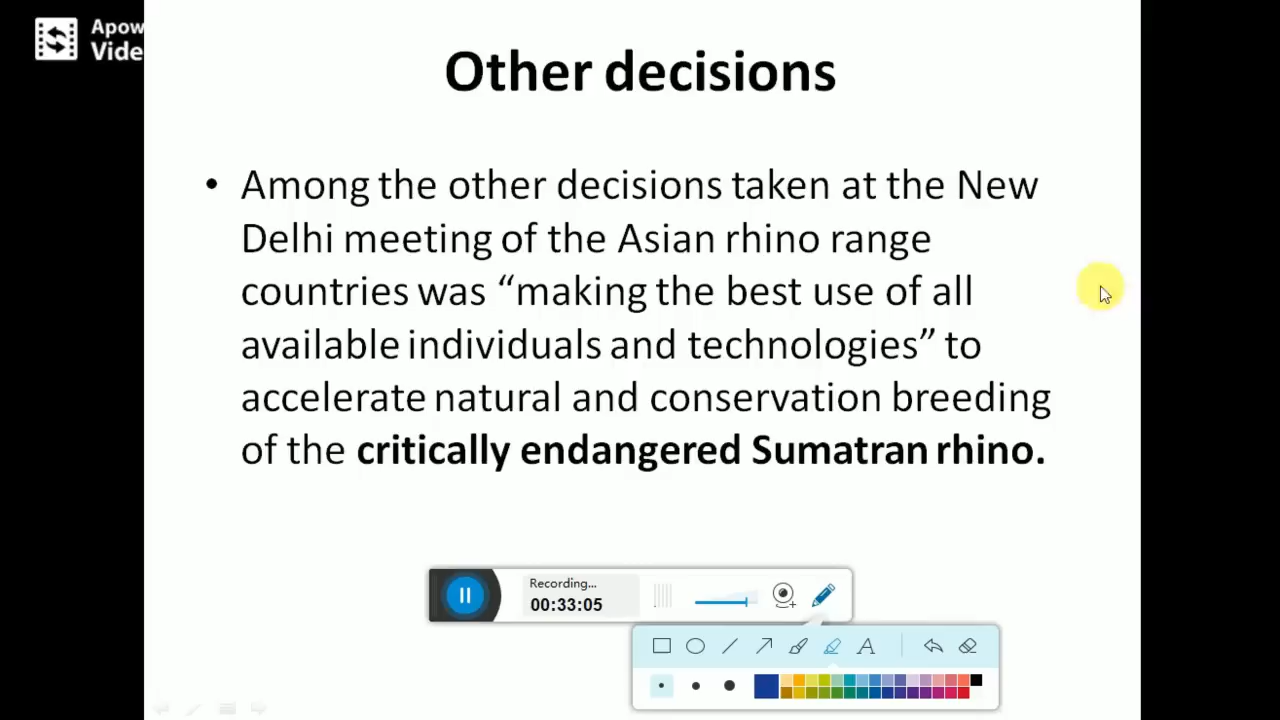 Apow
Vide
Other decisions
• Among the other decisions taken at the New
Delhi meeting of the Asian rhino range
countries was “making the best use of all
available individuals and technologies” to
accelerate natural and conservation breeding
of the critically endangered Sumatran rhino.
Recording...
00:33:05
A